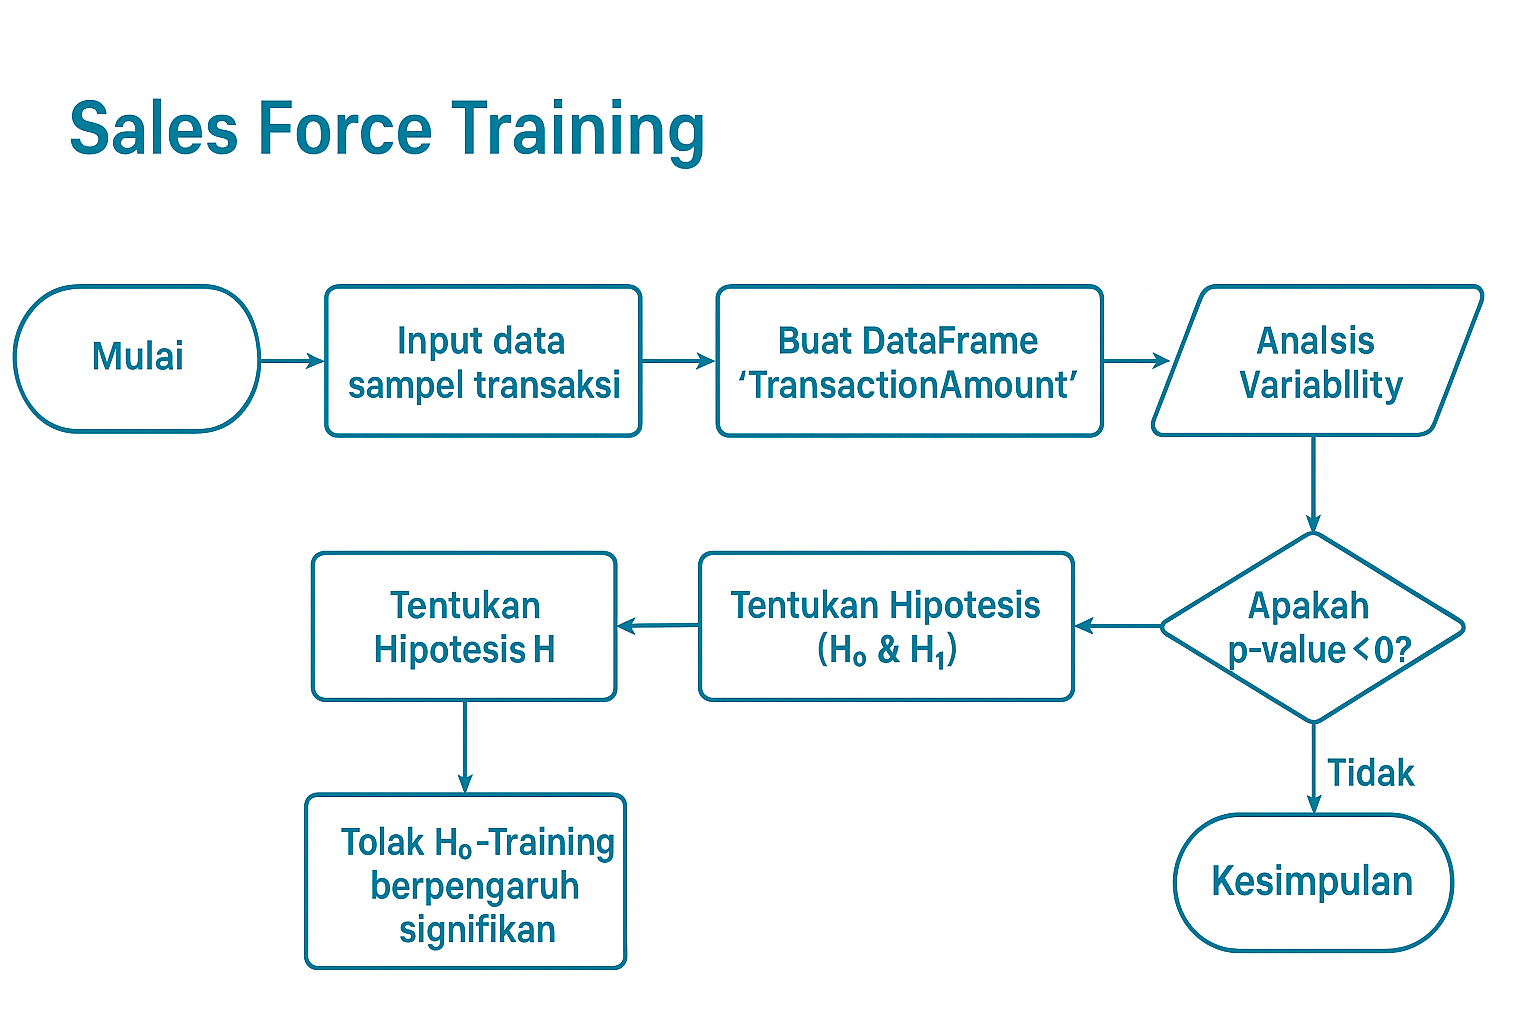 Sales Force Training
Mulai
Input data
sampel transaksi
Buat DataFrame
‘TransactionAmount’
Analsis
Variabllity
Apakah
p-value<0?
Tentukan Hipotesis
(H₀ & H₁)
Tentukan
Hipotesis H
Tolak H₀-Training
berpengaruh
signifikan
Tidak
Kesimpulan